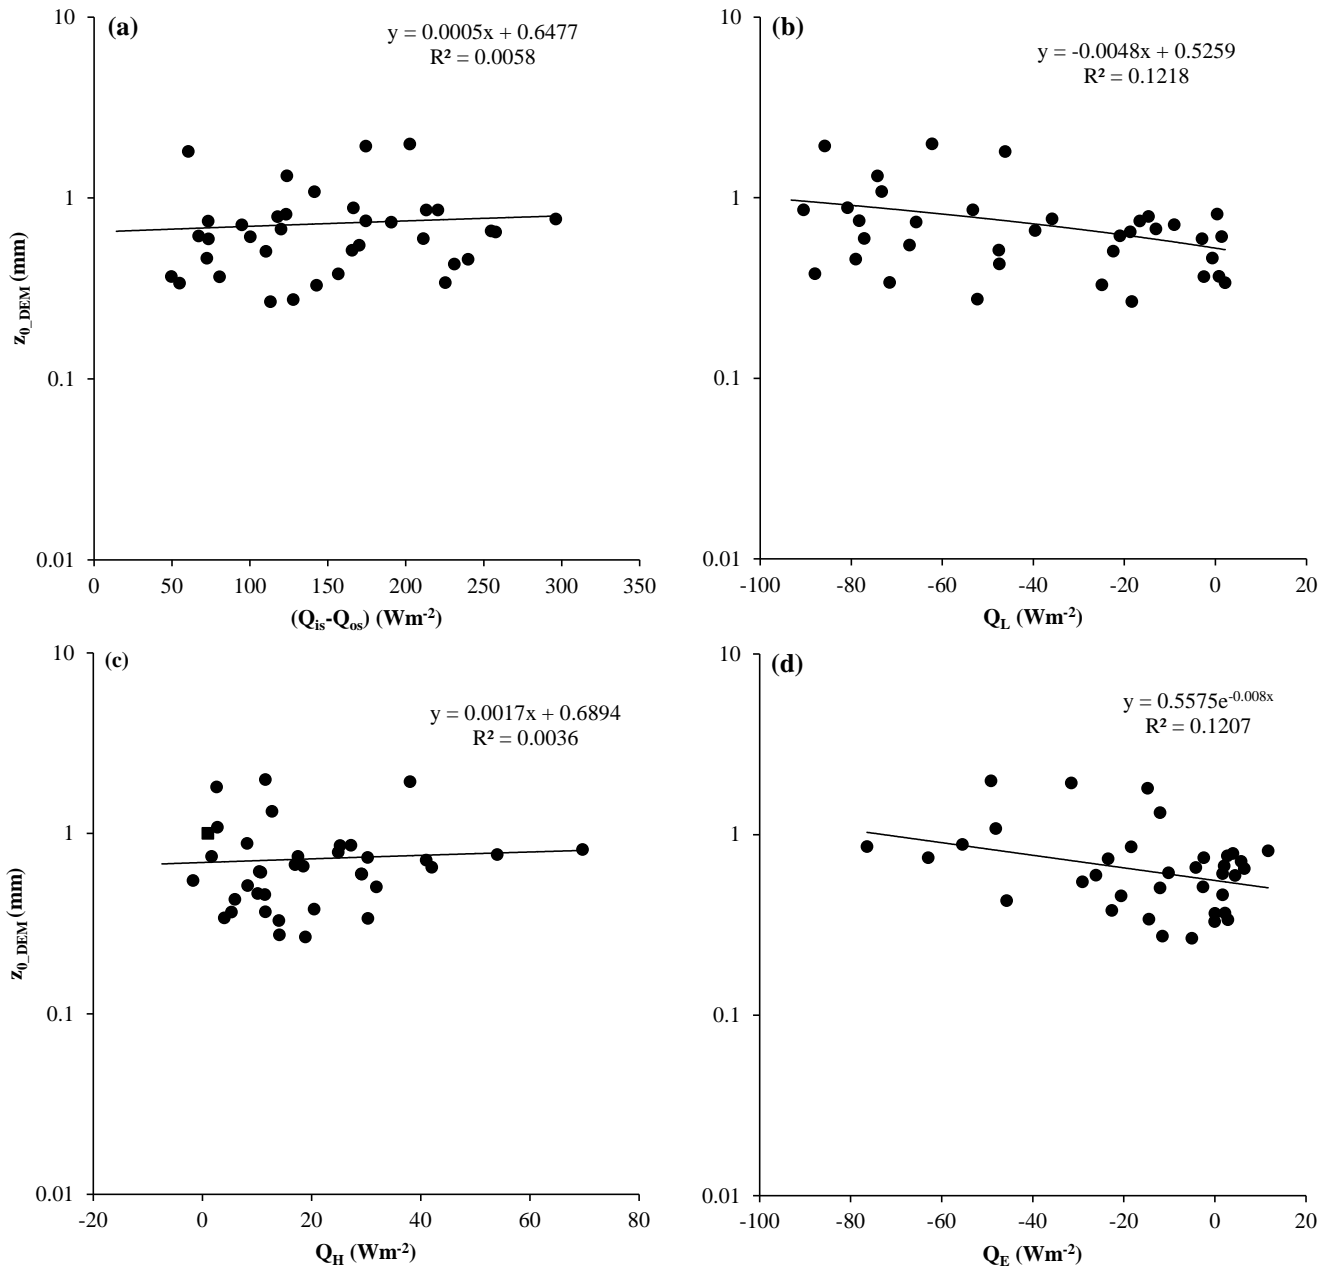 (a)
y = 0.0005x + 0.6477
R² = 0.0058
10
1
0.1
0.01
z0_DEM (mm)
0 50 100 150 200 250 300 350
(Qis-Qos) (Wm-2)
(b)
y = -0.0048x + 0.5259
R² = 0.1218
10
1
0.1
0.01
-100 -80 -60 -40 -20 0 20
QL (Wm-2)
(c)
y = 0.0017x + 0.6894
R² = 0.0036
10
1
0.1
0.01
z0_DEM (mm)
-20 0 20 40 60 80
QH (Wm-2)
(d)
y = 0.5575e-0.008x
R² = 0.1207
10
1
0.1
0.01
-100 -80 -60 -40 -20 0 20
QE (Wm-2)